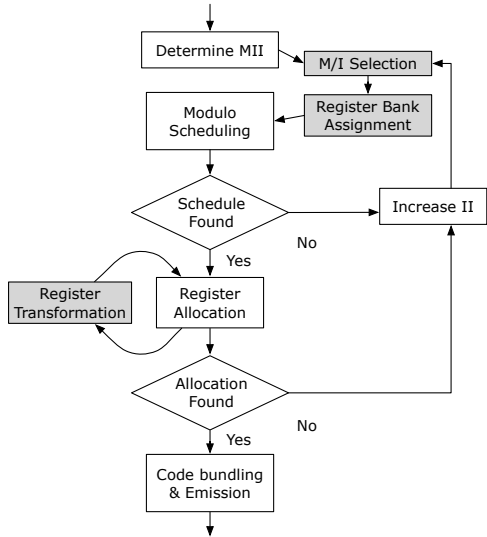 Determine MII
M/I Selection
Register Bank
Assignment
Modulo
Scheduling
Schedule
Found
Increase II
No
Yes
Register
Transformation
Register
Allocation
Allocation
Found
No
Yes
Code bundling
& Emission